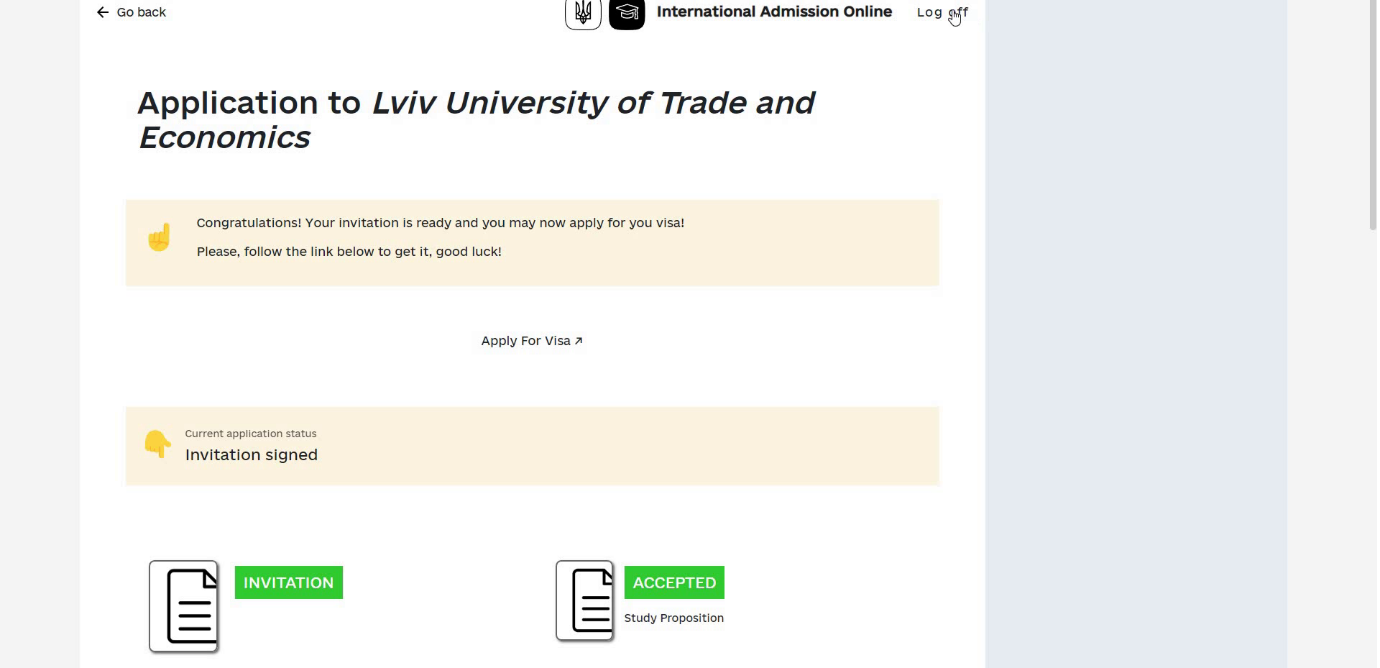 Go back
International Admission Online
Log off
Application to Lviv University of Trade and
Economics
Congratulations! Your invitation is ready and you may now apply for you visa!
Please, follow the link below to get it, good luck!
Apply For Visa ↗
Current application status
Invitation signed
INVITATION
ACCEPTED
Study Proposition